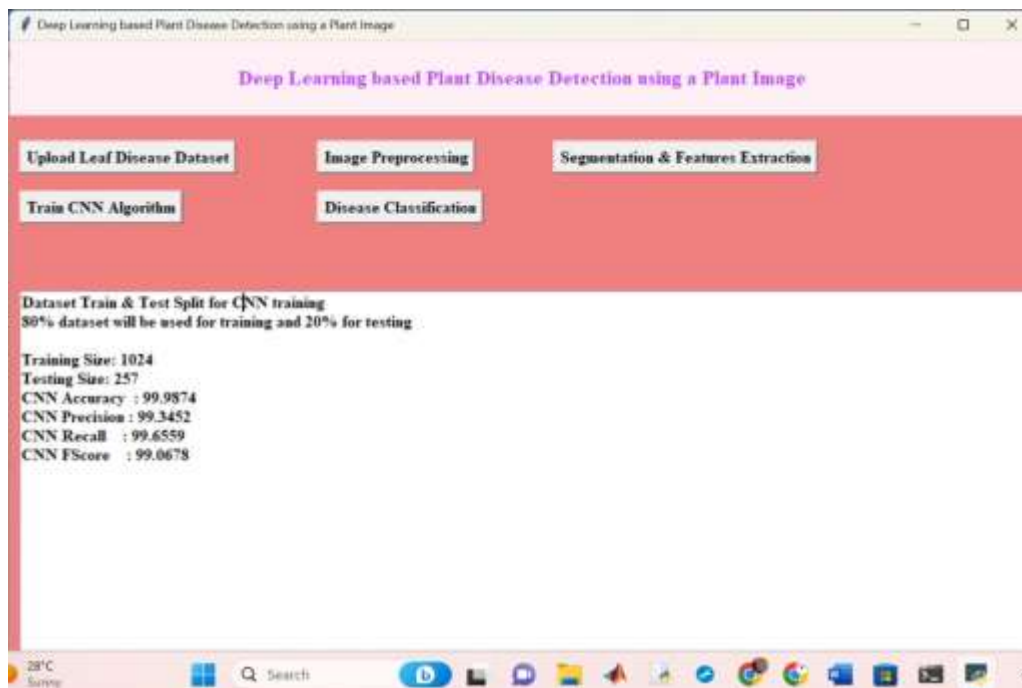 Deep Learning based Plant Disease Detection using a Plant Image
Deep Learning based Plant Disease Detection using a Plant Image
Upload Leaf Disease Dataset
Image Preprocessing
Segmentation & Features Extraction
Train CNN Algorithm
Disease Classification
Dataset Train & Test Split for CNN training
80% dataset will be used for training and 20% for testing
Training Size: 1024
Testing Size: 257
CNN Accuracy : 99.9874
CNN Precision : 99.3452
CNN Recall : 99.6559
CNN FScore : 99.0678
28°C
Sunny
Search